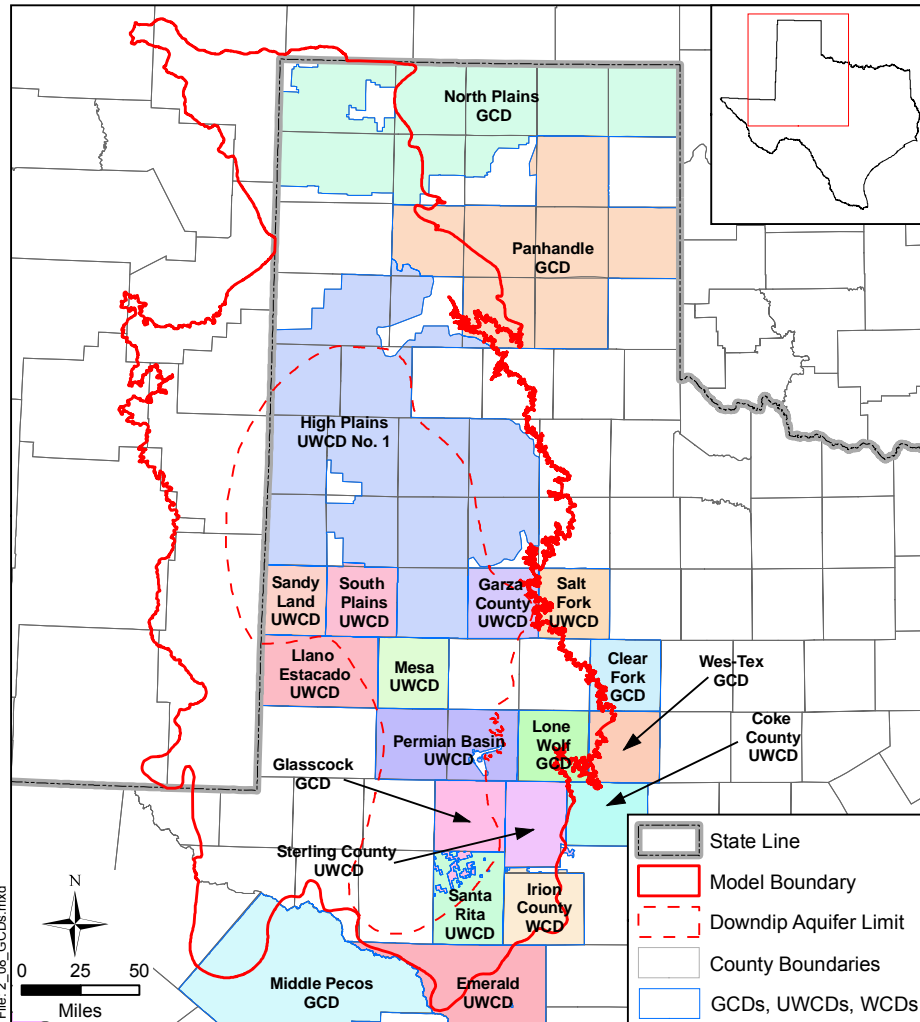 North Plains
GCD
Panhandle
GCD
High Plains
UWCD No. 1
Sandy
Land
UWCD
South
Plains
UWCD
Garza
County
UWCD
Salt
Fork
UWCD
Llano
Estacado
UWCD
Mesa
UWCD
Clear
Fork
GCD
Wes-Tex
GCD
Permian Basin
UWCD
Lone
Wolf
GCD
Coke
County
UWCD
Glasscock
GCD
Sterling County
UWCD
Santa
Rita
UWCD
Irion
County
WCD
Middle Pecos
GCD
Emerald
UWCD
N
0 25 50
Miles
File: 2_08_GCDs.mxd
State Line
Model Boundary
Downdip Aquifer Limit
County Boundaries
GCDs, UWCDs, WCDs